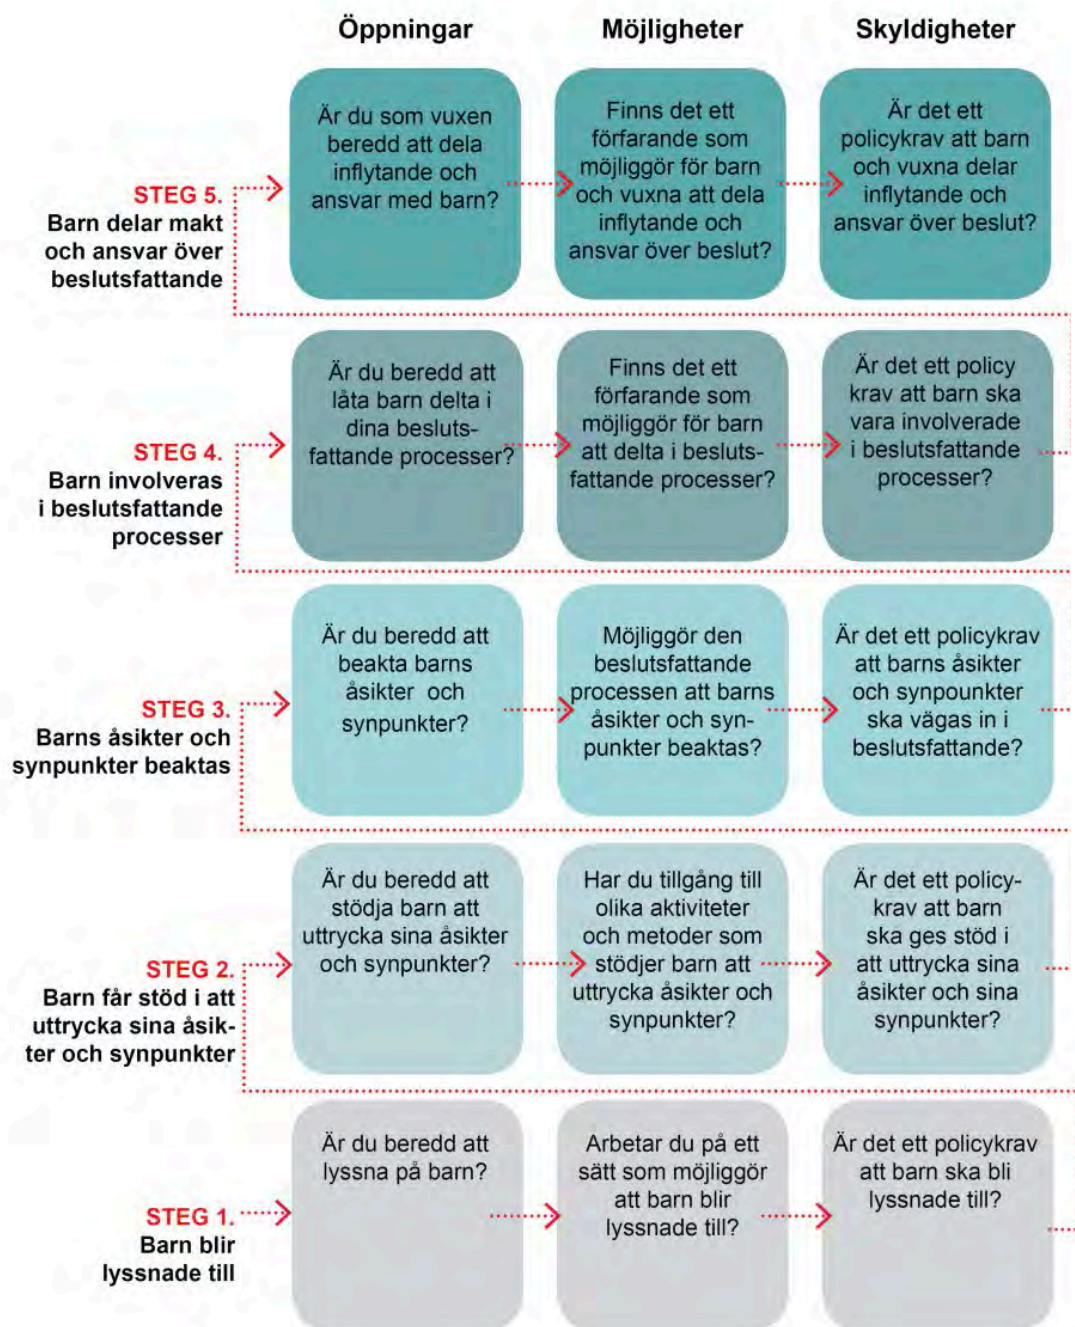 Öppningar
Möjligheter
Skyldigheter
STEG 5.
Barn delar makt
och ansvar över
beslutsfattande
Är du som vuxen
beredd att dela
inflytande och
ansvar med barn?
Finns det ett
förfarande som
möjliggör för barn
och vuxna att dela
inflytande och
ansvar över beslut?
Är det ett
policykrav att barn
och vuxna delar
inflytande och
ansvar över beslut?
STEG 4.
Barn involveras
i beslutsfattande
processer
Är du beredd att
låta barn delta i
dina besluts-
fattande processer?
Finns det ett
förfarande som
möjliggör för barn
att delta i besluts-
fattande processer?
Är det ett policy
krav att barn ska
vara involverade
i beslutsfattande
processer?
STEG 3.
Barns åsikter och
synpunkter beaktas
Är du beredd att
beakta barns
åsikter och
synpunkter?
Möjliggör den
beslutsfattande
processen att barns
åsikter och syn-
punkter beaktas?
Är det ett policykrav
att barns åsikter
och synpounkter
ska vägas in i
beslutsfattande?
STEG 2.
Barn får stöd i att
uttrycka sina åsik-
ter och synpunkter
Är du beredd att
stödja barn att
uttrycka sina åsikter
och synpunkter?
Har du tillgång till
olika aktiviteter
och metoder som
stödjer barn att
uttrycka åsikter och
synpunkter?
Är det ett policy-
krav att barn
ska ges stöd i
att uttrycka sina
åsikter och sina
synpunkter?
STEG 1.
Barn blir
lyssnade till
Är du beredd att
lyssna på barn?
Arbetar du på ett
sätt som möjliggör
att barn blir
lyssnade till?
Är det ett policykrav
att barn ska bli
lyssnade till?